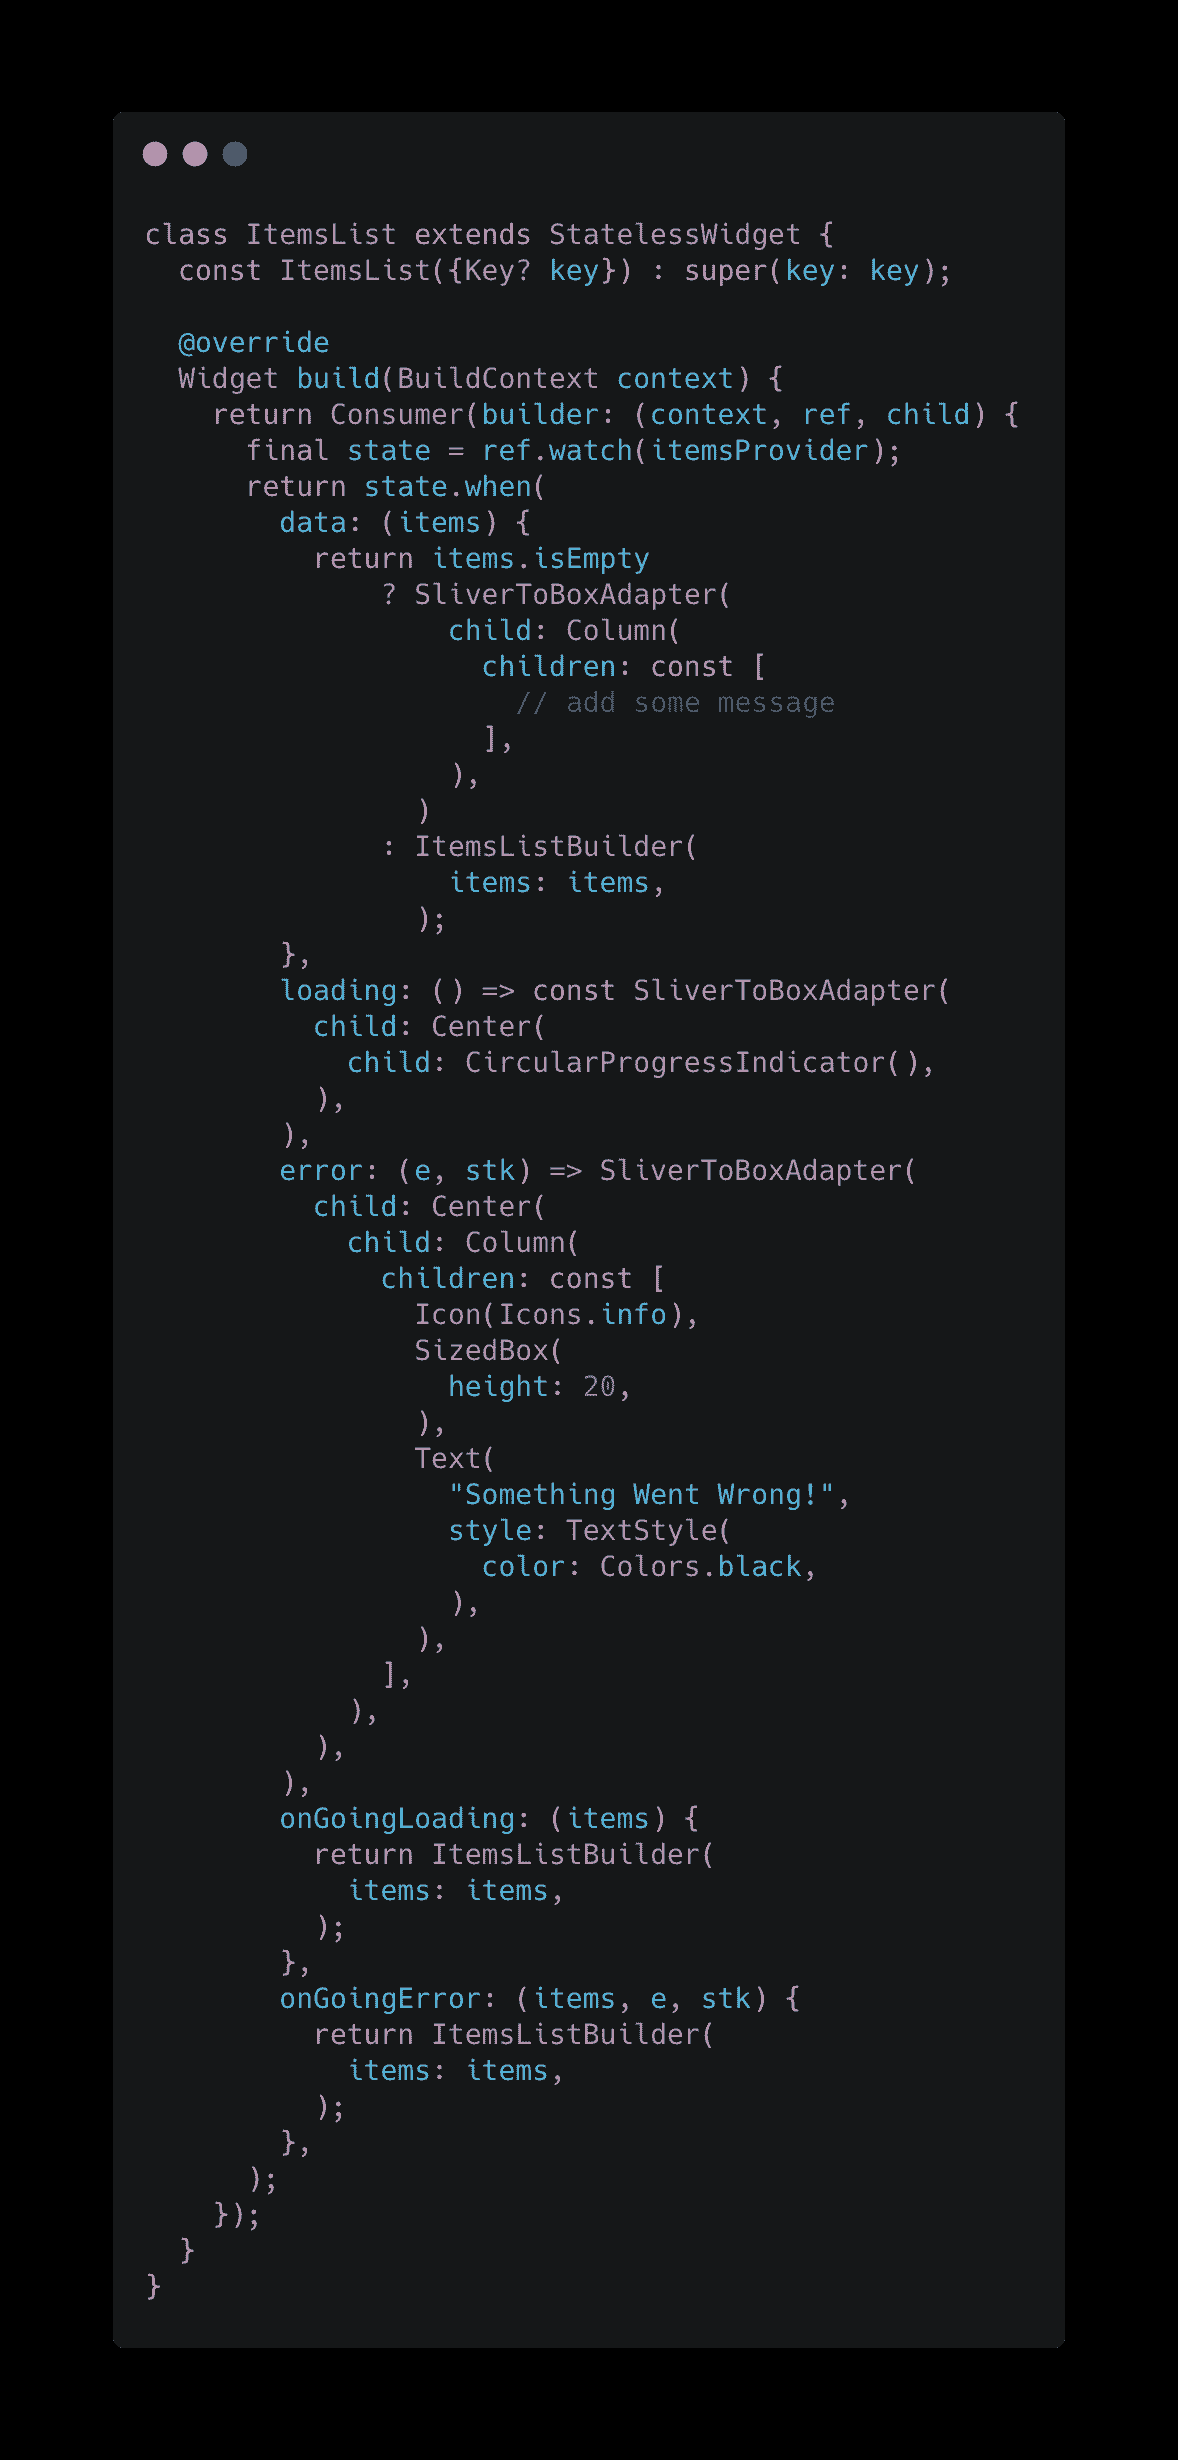 class ItemsList extends StatelessWidget {
  const ItemsList({Key? key}) : super(key: key);

  @override
  Widget build(BuildContext context) {
    return Consumer(builder: (context, ref, child) {
      final state = ref.watch(itemsProvider);
      return state.when(
        data: (items) {
          return items.isEmpty
              ? SliverToBoxAdapter(
                  child: Column(
                    children: const [
                      // add some message
                    ],
                  ),
                )
              : ItemsListBuilder(
                  items: items,
                );
        },
        loading: () => const SliverToBoxAdapter(
          child: Center(
            child: CircularProgressIndicator(),
          ),
        ),
        error: (e, stk) => SliverToBoxAdapter(
          child: Center(
            child: Column(
              children: const [
                Icon(Icons.info),
                SizedBox(
                  height: 20,
                ),
                Text(
                  "Something Went Wrong!",
                  style: TextStyle(
                    color: Colors.black,
                  ),
                ),
              ],
            ),
          ),
        ),
        onGoingLoading: (items) {
          return ItemsListBuilder(
            items: items,
          );
        },
        onGoingError: (items, e, stk) {
          return ItemsListBuilder(
            items: items,
          );
        },
      );
    });
  }
}